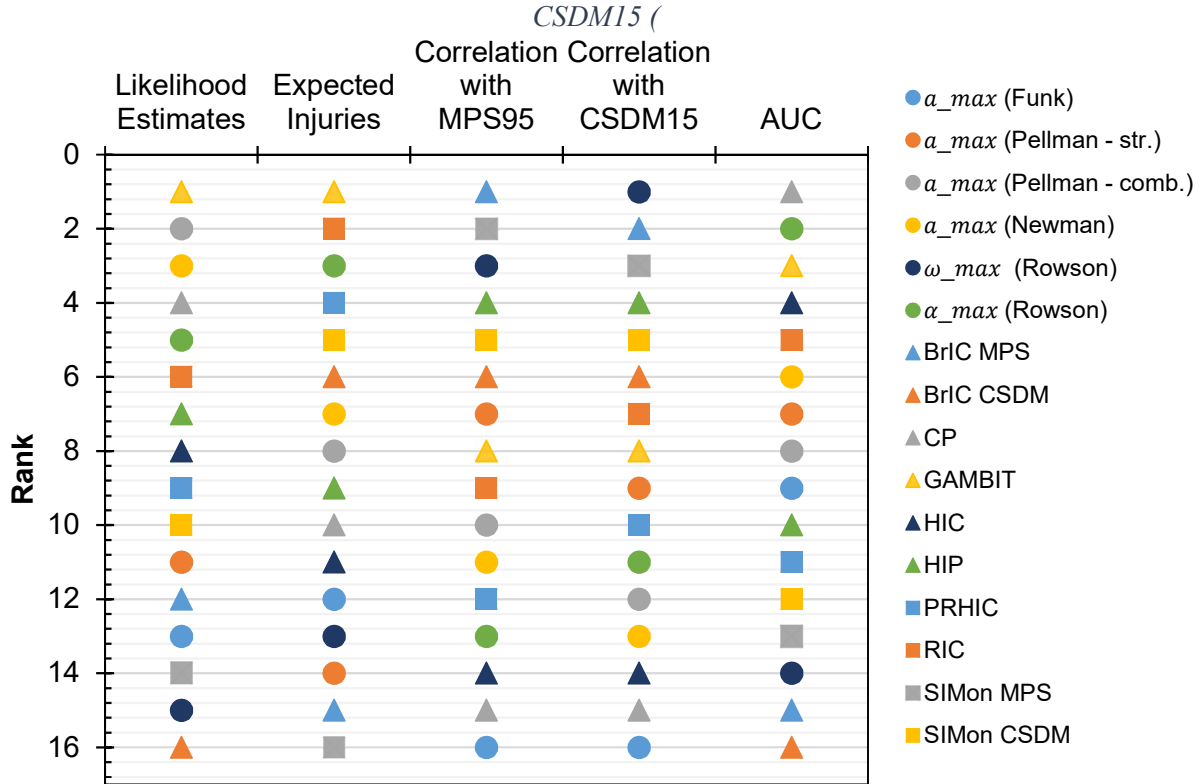 CSDM15 (
Likelihood Estimates
Expected Injuries
Correlation with MPS95
Correlation with CSDM15
AUC
0
2
4
6
8
10
12
14
16
Rank
a_max (Funk)
a_max (Pellman - str.)
a_max (Pellman - comb.)
a_max (Newman)
ω_max (Rowson)
α_max (Rowson)
BrIC MPS
BrIC CSDM
CP
GAMBIT
HIC
HIP
PRHIC
RIC
SIMon MPS
SIMon CSDM